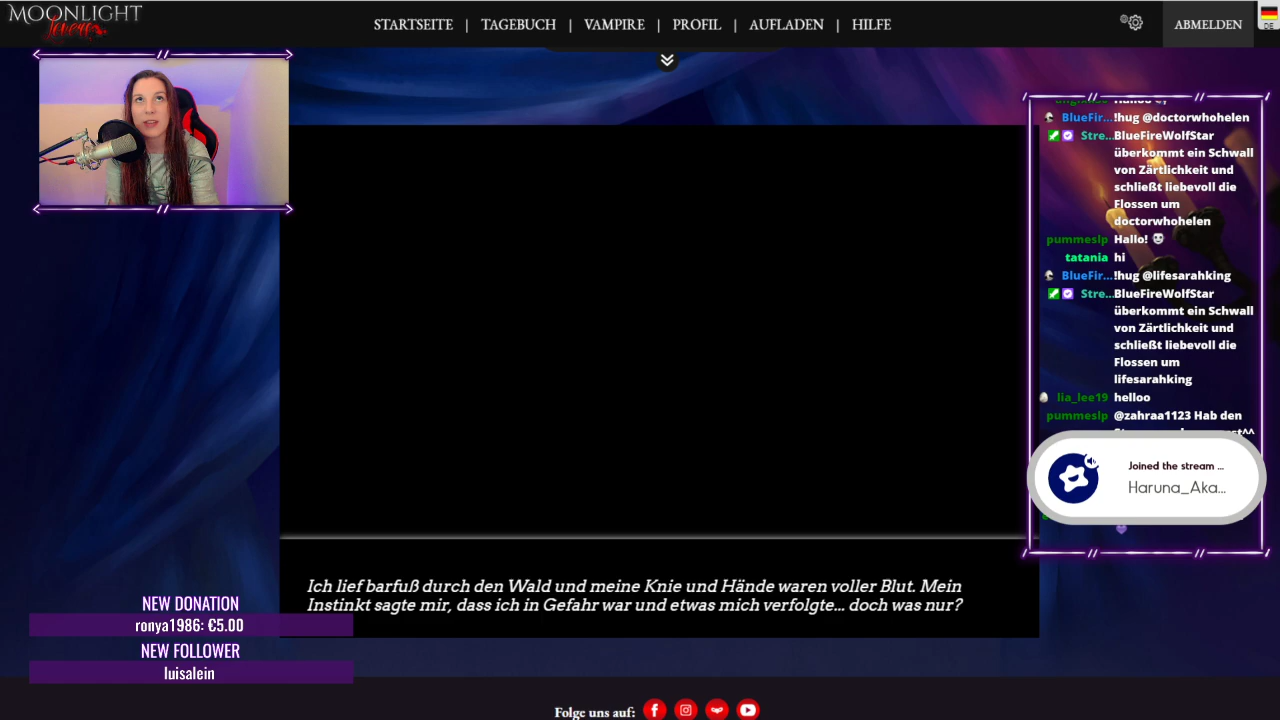 MOONLIGHT
Lovers
STARTSEITE | TAGEBUCH | VAMPIRE | PROFIL | AUFLADEN | HILFE
ABMELDEN
DE
BlueFir... !hug @doctorwhohelen
Stre... BlueFireWolfStar
überkommt ein Schwall
von Zärtlichkeit und
schließt liebevoll die
Flossen um
doctorwhohelen
pummeslp Hallo!
tatania hi
BlueFir... !hug @lifesarahking
Stre... BlueFireWolfStar
überkommt ein Schwall
von Zärtlichkeit und
schließt liebevoll die
Flossen um
lifesarahking
lia_lee19 helloo
pummeslp @zahraa1123 Hab den
Joined the stream ...
Haruna_Aka...
Ich lief barfuß durch den Wald und meine Knie und Hände waren voller Blut. Mein
Instinkt sagte mir, dass ich in Gefahr war und etwas mich verfolgte... doch was nur?
NEW DONATION
ronya1986: €5.00
NEW FOLLOWER
luisalein
Folge uns auf: